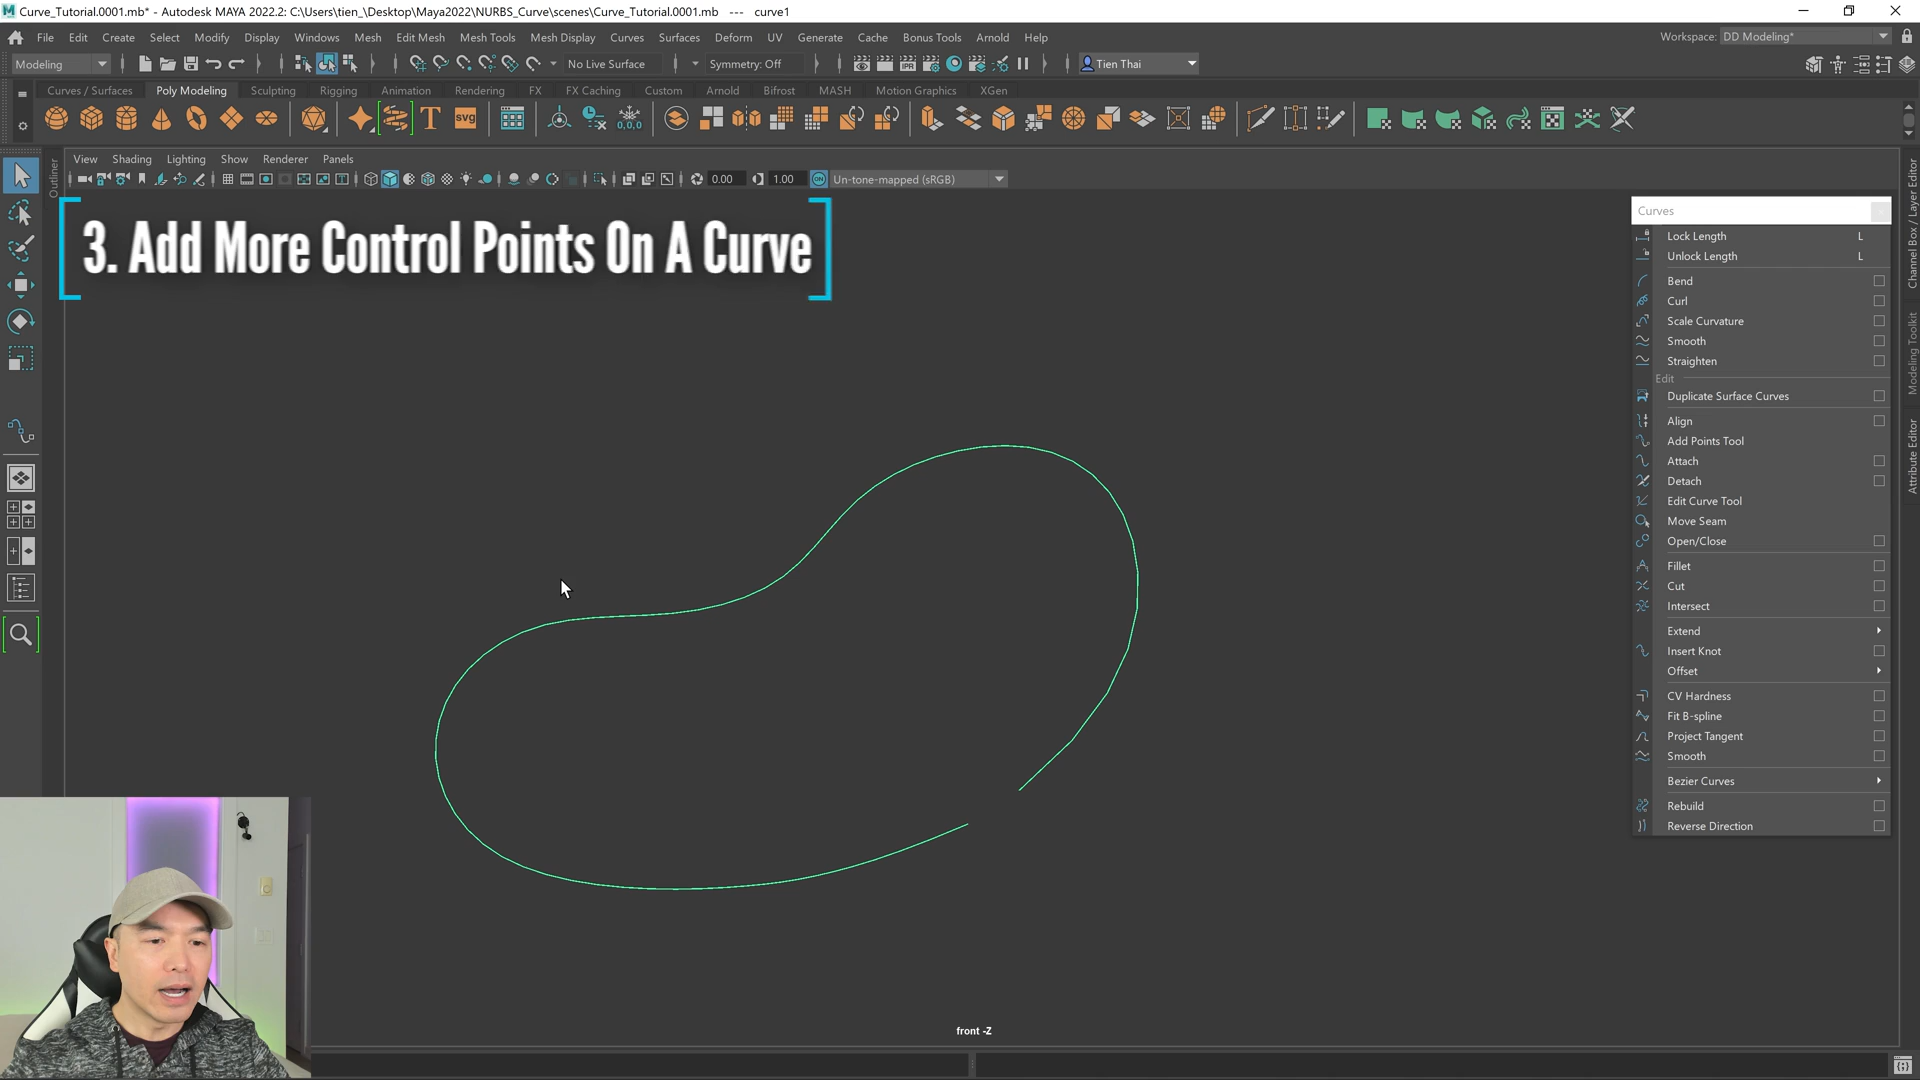 Curve_Tutorial.0001.mb* - Autodesk MAYA 2022.2: C:\Users\tien_\Desktop\Maya2022\NURBS_Curve\scenes\Curve_Tutorial.0001.mb --- curve1
File Edit Create Select Modify Display Windows Mesh Edit Mesh Mesh Tools Mesh Display Curves Surfaces Deform UV Generate Cache Bonus Tools Arnold Help
Workspace: DD Modeling*
Modeling No Live Surface Symmetry: Off Tien Thai
Curves / Surfaces Poly Modeling Sculpting Rigging Animation Rendering FX FX Caching Custom Arnold Bifrost MASH Motion Graphics XGen
T SVG 0,0,0
View Shading Lighting Show Renderer Panels
0.00 1.00 ON Un-tone-mapped (sRGB)
Outliner
3. Add More Control Points On A Curve
Curves
Lock Length L
Unlock Length L
Bend
Curl
Scale Curvature
Smooth
Straighten
Edit
Duplicate Surface Curves
Align
Add Points Tool
Attach
Detach
Edit Curve Tool
Move Seam
Open/Close
Fillet
Cut
Intersect
Extend
Insert Knot
Offset
CV Hardness
Fit B-spline
Project Tangent
Smooth
Bezier Curves
Rebuild
Reverse Direction
Channel Box / Layer Editor
Modeling Toolkit
Attribute Editor
front -Z